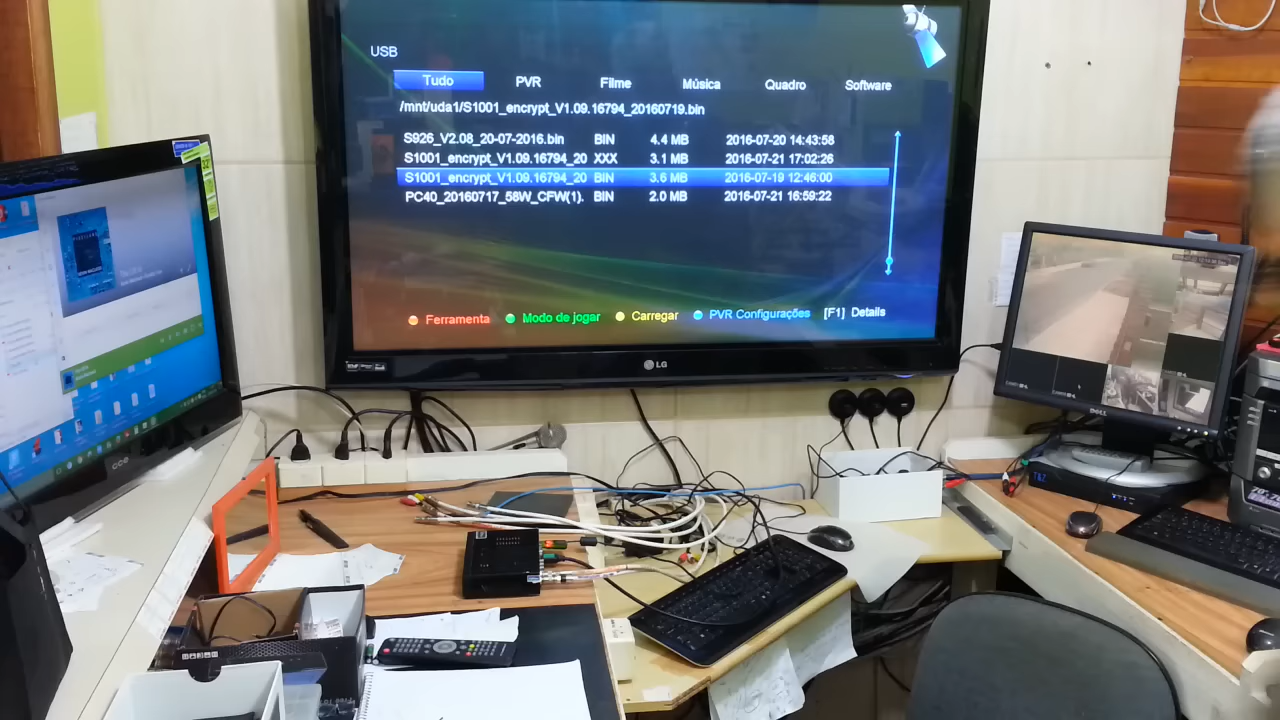 USB
Tudo PVR Filme Música Quadro Software
/mnt/uda1/S1001_encrypt_V1.09.16794_20160719.bin
S926_V2.08_20-07-2016.bin BIN 4.4 MB 2016-07-20 14:43:58
S1001_encrypt_V1.09.16794_20 XXX 3.1 MB 2016-07-21 17:02:26
S1001_encrypt_V1.09.16794_20 BIN 3.6 MB 2016-07-19 12:46:00
PC40_20160717_58W_CFW(1). BIN 2.0 MB 2016-07-21 16:59:22
Ferramenta Modo de jogar Carregar PVR Configurações [F1] Details
LG
cce
DELL